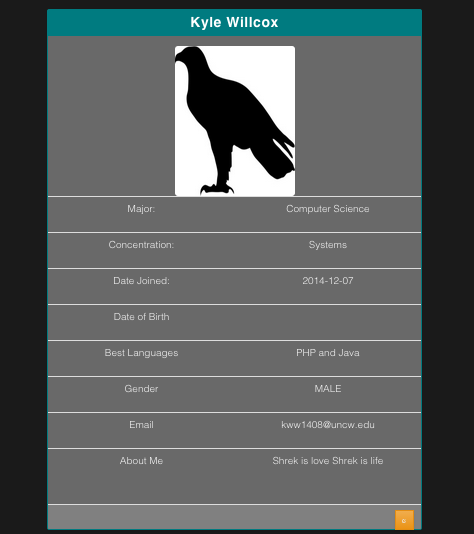 Kyle Willcox
Major: Computer Science
Concentration: Systems
Date Joined: 2014-12-07
Date of Birth
Best Languages PHP and Java
Gender MALE
Email kww1408@uncw.edu
About Me Shrek is love Shrek is life